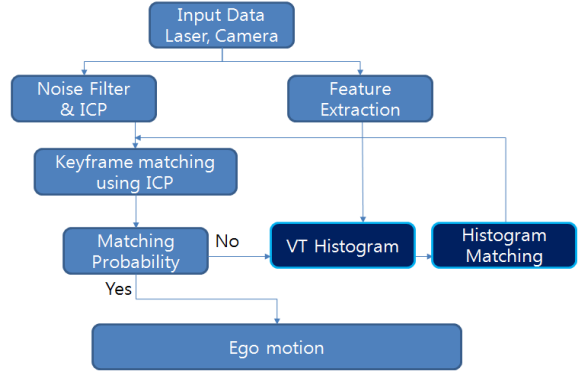 Input Data
Laser, Camera
Noise Filter
& ICP
Feature
Extraction
Keyframe matching
using ICP
Matching
Probability
No
VT Histogram
Histogram
Matching
Yes
Ego motion